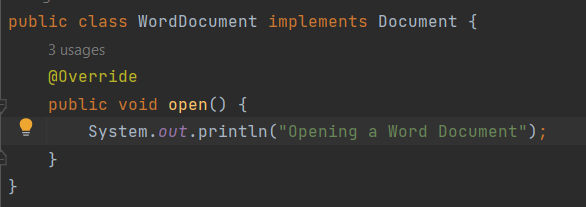 public class WordDocument implements Document {
3 usages
@Override
public void open() {
System.out.println("Opening a Word Document");
}
}